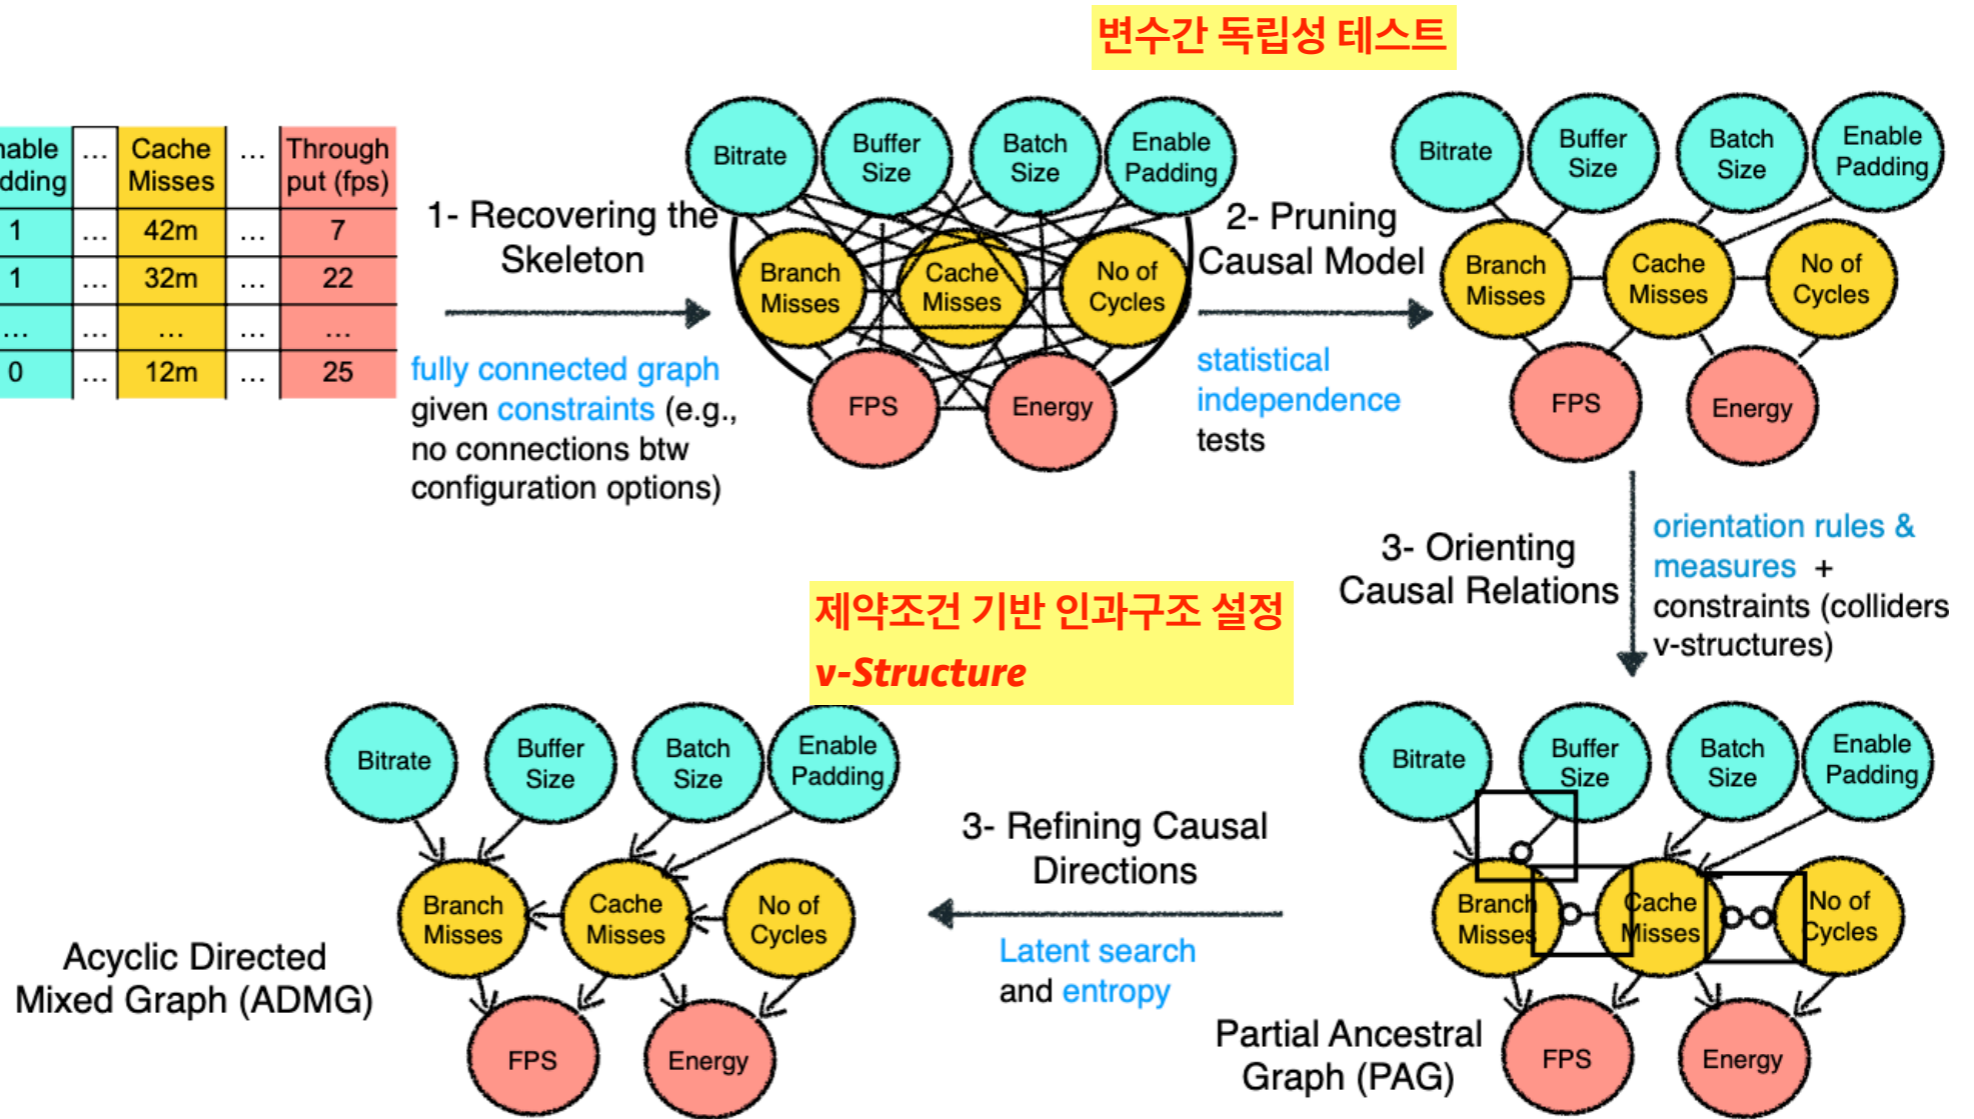 변수간 독립성 테스트
nable
dding
...
Cache
Misses
...
Through
put (fps)
1 ... 42m ... 7
1 ... 32m ... 22
... ... ... ... ...
0 ... 12m ... 25
1- Recovering the
Skeleton
fully connected graph
given constraints (e.g.,
no connections btw
configuration options)
Bitrate
Buffer
Size
Batch
Size
Enable
Padding
Branch
Misses
Cache
Misses
No of
Cycles
FPS
Energy
2- Pruning
Causal Model
statistical
independence
tests
Bitrate
Buffer
Size
Batch
Size
Enable
Padding
Branch
Misses
Cache
Misses
No of
Cycles
FPS
Energy
3- Orienting
Causal Relations
orientation rules &
measures +
constraints (colliders
v-structures)
제약조건 기반 인과구조 설정
v-Structure
Bitrate
Buffer
Size
Batch
Size
Enable
Padding
Branch
Misses
Cache
Misses
No of
Cycles
FPS
Energy
Partial Ancestral
Graph (PAG)
3- Refining Causal
Directions
Latent search
and entropy
Bitrate
Buffer
Size
Batch
Size
Enable
Padding
Branch
Misses
Cache
Misses
No of
Cycles
FPS
Energy
Acyclic Directed
Mixed Graph (ADMG)